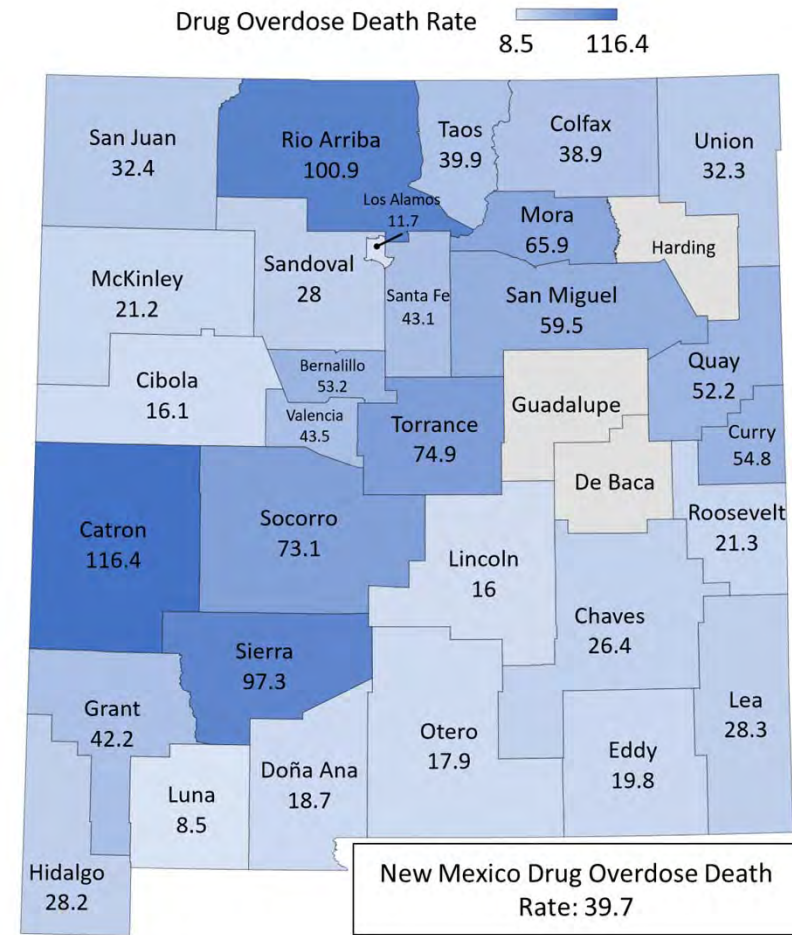 Drug Overdose Death Rate
8.5 116.4
San Juan
32.4
Rio Arriba
100.9
Taos
39.9
Colfax
38.9
Union
32.3
Los Alamos
11.7
Mora
65.9
Harding
McKinley
21.2
Sandoval
28
Santa Fe
43.1
San Miguel
59.5
Cibola
16.1
Bernalillo
53.2
Valencia
43.5
Torrance
74.9
Guadalupe
Quay
52.2
Curry
54.8
De Baca
Catron
116.4
Socorro
73.1
Lincoln
16
Roosevelt
21.3
Chaves
26.4
Sierra
97.3
Grant
42.2
Luna
8.5
Doña Ana
18.7
Otero
17.9
Eddy
19.8
Lea
28.3
Hidalgo
28.2
New Mexico Drug Overdose Death
Rate: 39.7